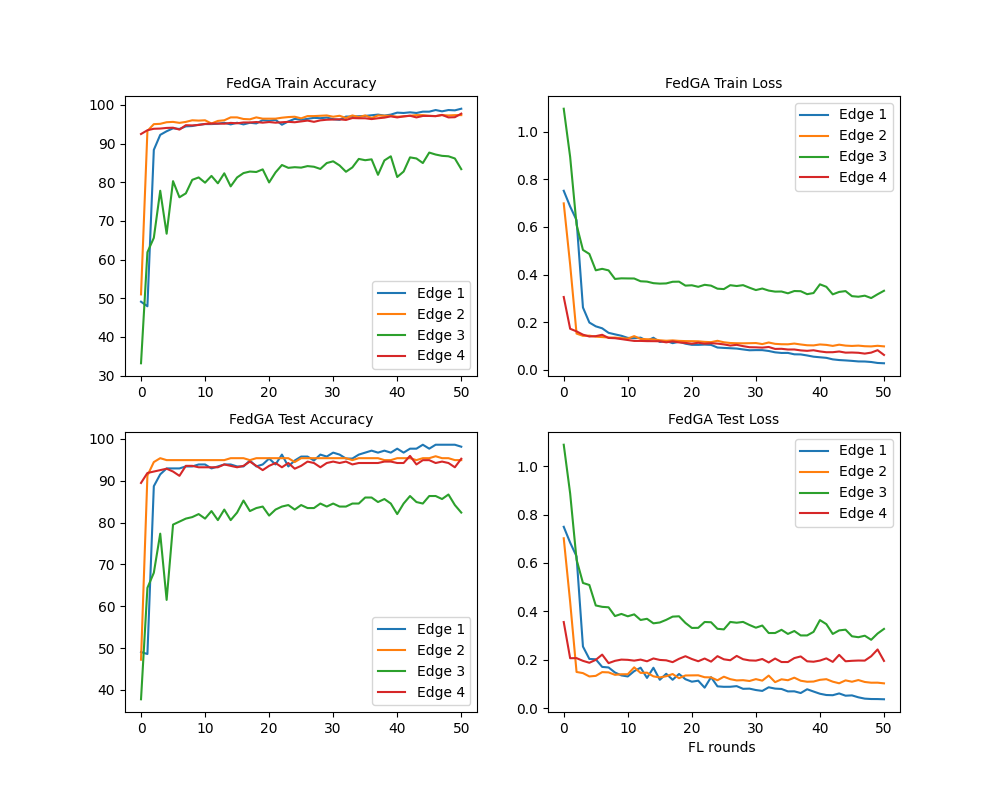 FedGA Train Accuracy
100
90
80
70
60
50
40
30
0 10 20 30 40 50
Edge 1
Edge 2
Edge 3
Edge 4
FedGA Train Loss
1.0
0.8
0.6
0.4
0.2
0.0
0 10 20 30 40 50
Edge 1
Edge 2
Edge 3
Edge 4
FedGA Test Accuracy
100
90
80
70
60
50
40
0 10 20 30 40 50
Edge 1
Edge 2
Edge 3
Edge 4
FedGA Test Loss
1.0
0.8
0.6
0.4
0.2
0.0
0 10 20 30 40 50
Edge 1
Edge 2
Edge 3
Edge 4
FL rounds